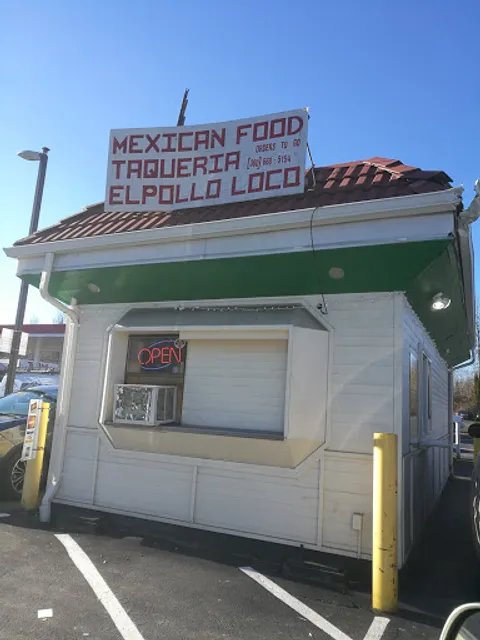 MEXICAN FOOD
ORDERS TO GO
TAQUERIA
ELPOLLO LOCO
OPEN